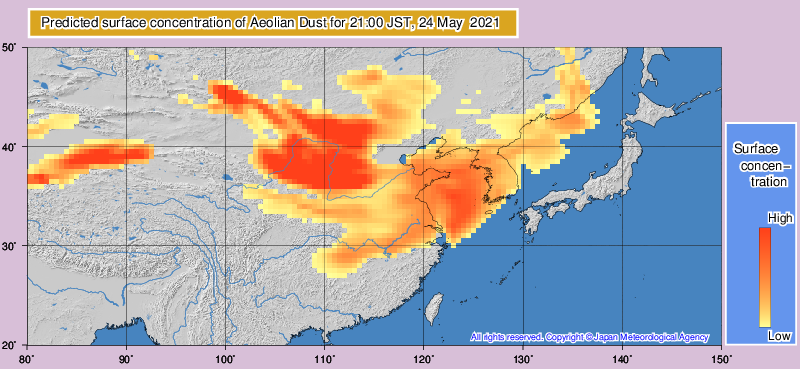 Predicted surface concentration of Aeolian Dust for 21:00 JST, 24 May 2021
50°
40°
30°
20°
80°
90°
100°
110°
120°
130°
140°
150°
Surface
concen-
tration
High
Low
All rights reserved. Copyright © Japan Meteorological Agency